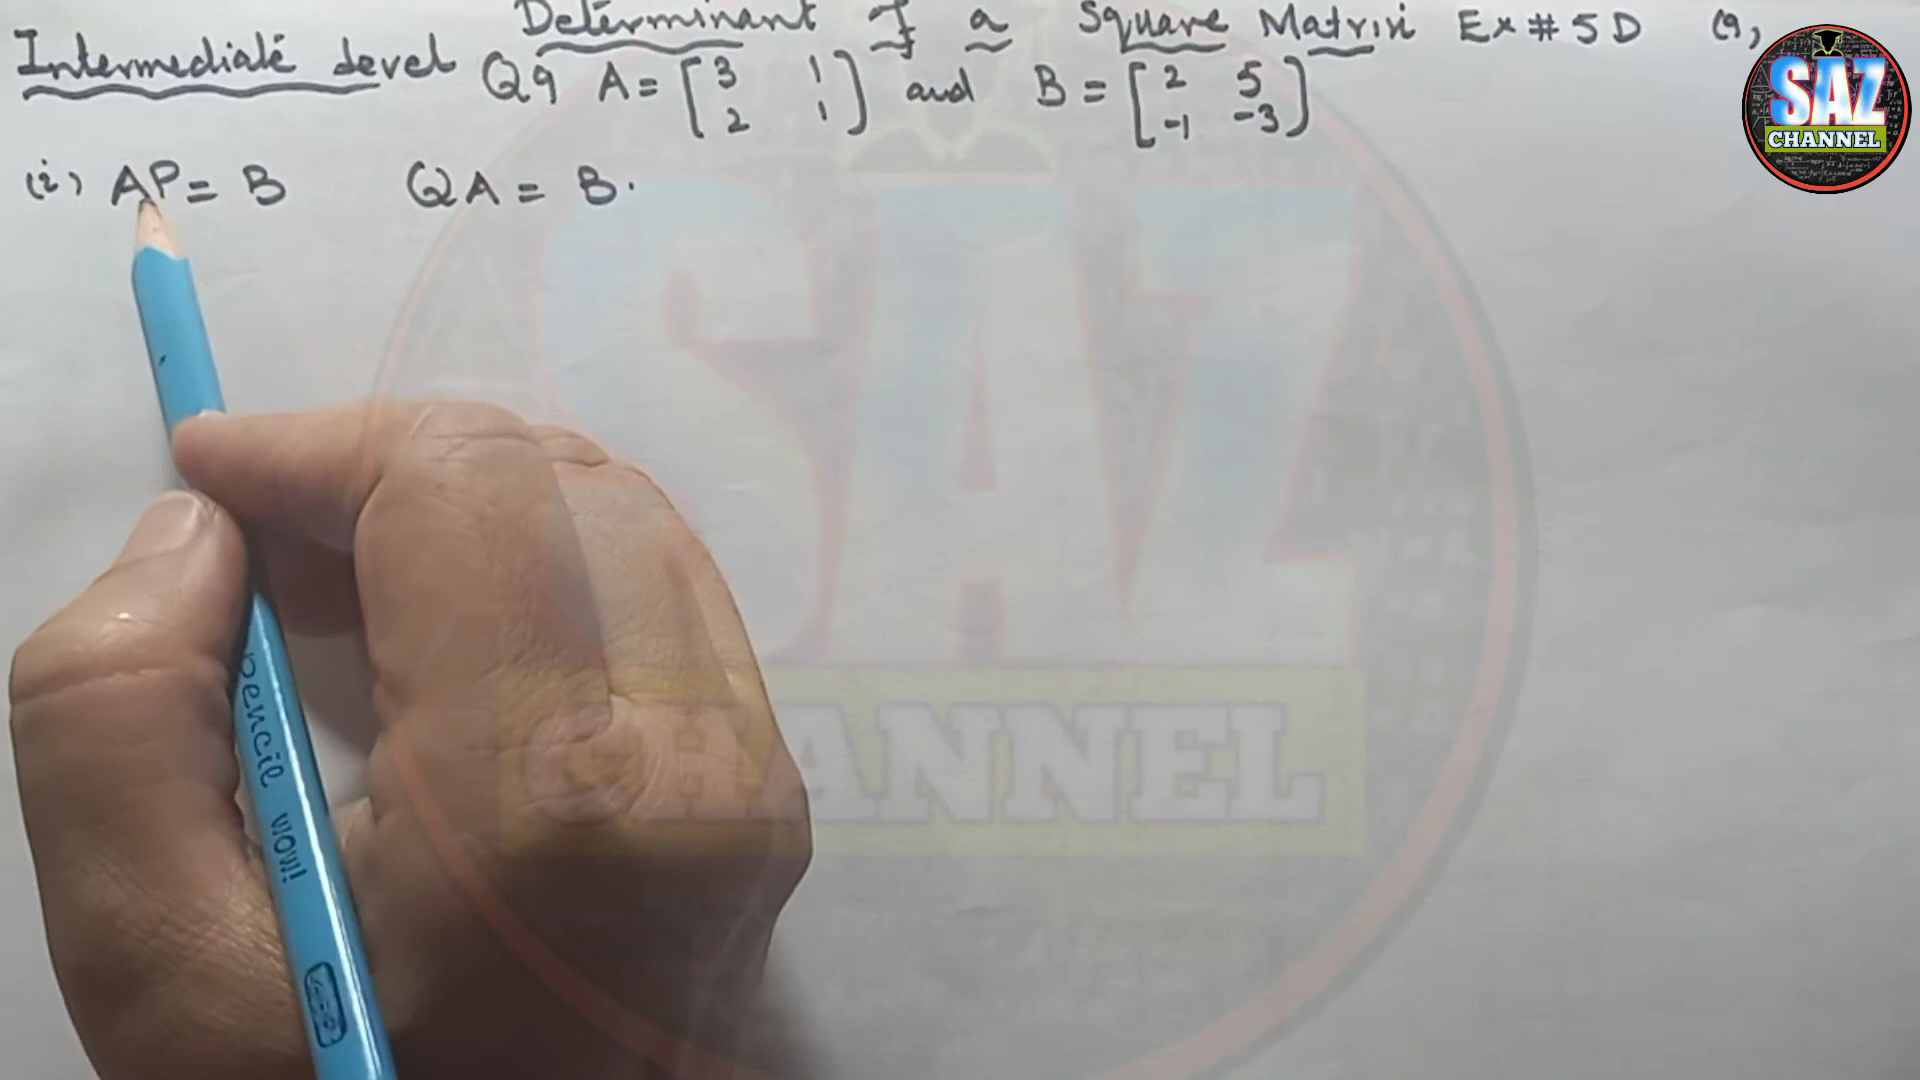 Determinant of a Square Matrix Ex # 5D (9,
Intermediate level Q9 A = [3 1 and B = [2 5
2 1] -1 -3]
(i) AP = B QA = B.
SAZ
CHANNEL
SAZ
CHANNEL
pencil wow!